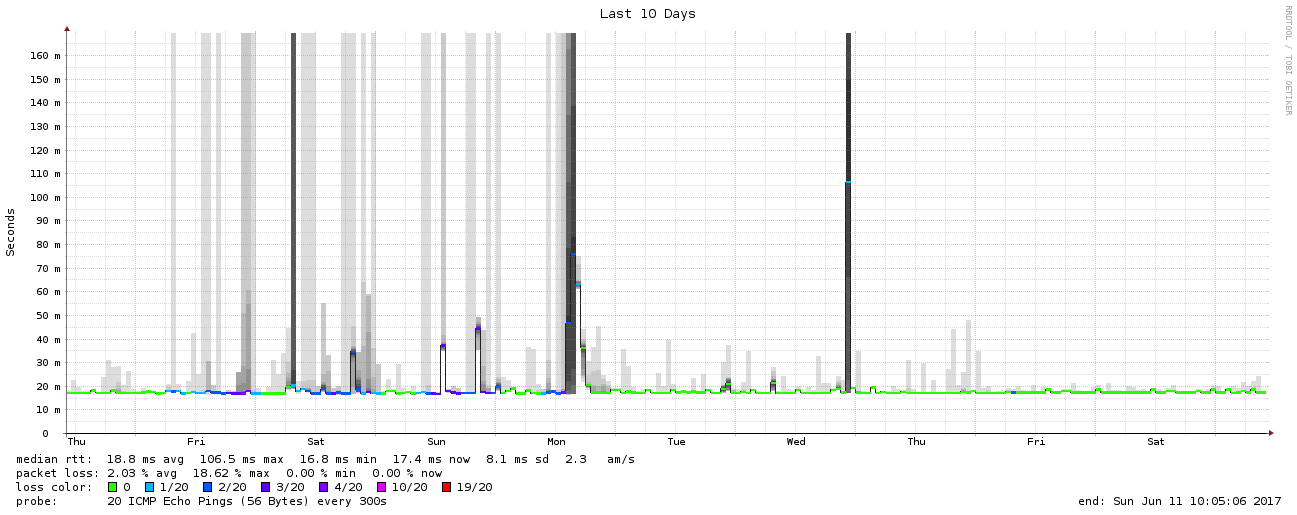 Last 10 Days
RRDTOOL / TOBI OETIKER
Seconds
160 m
150 m
140 m
130 m
120 m
110 m
100 m
90 m
80 m
70 m
60 m
50 m
40 m
30 m
20 m
10 m
0
Thu Fri Sat Sun Mon Tue Wed Thu Fri Sat
median rtt: 18.8 ms avg 106.5 ms max 16.8 ms min 17.4 ms now 8.1 ms sd 2.3 am/s
packet loss: 2.03 % avg 18.62 % max 0.00 % min 0.00 % now
loss color: 0 1/20 2/20 3/20 4/20 10/20 19/20
probe: 20 ICMP Echo Pings (56 Bytes) every 300s end: Sun Jun 11 10:05:06 2017